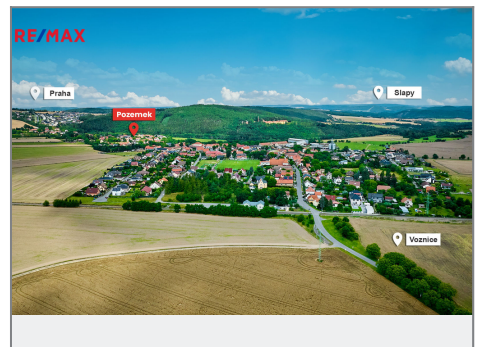 RE/MAX
Praha
Slapy
Pozemek
Voznice